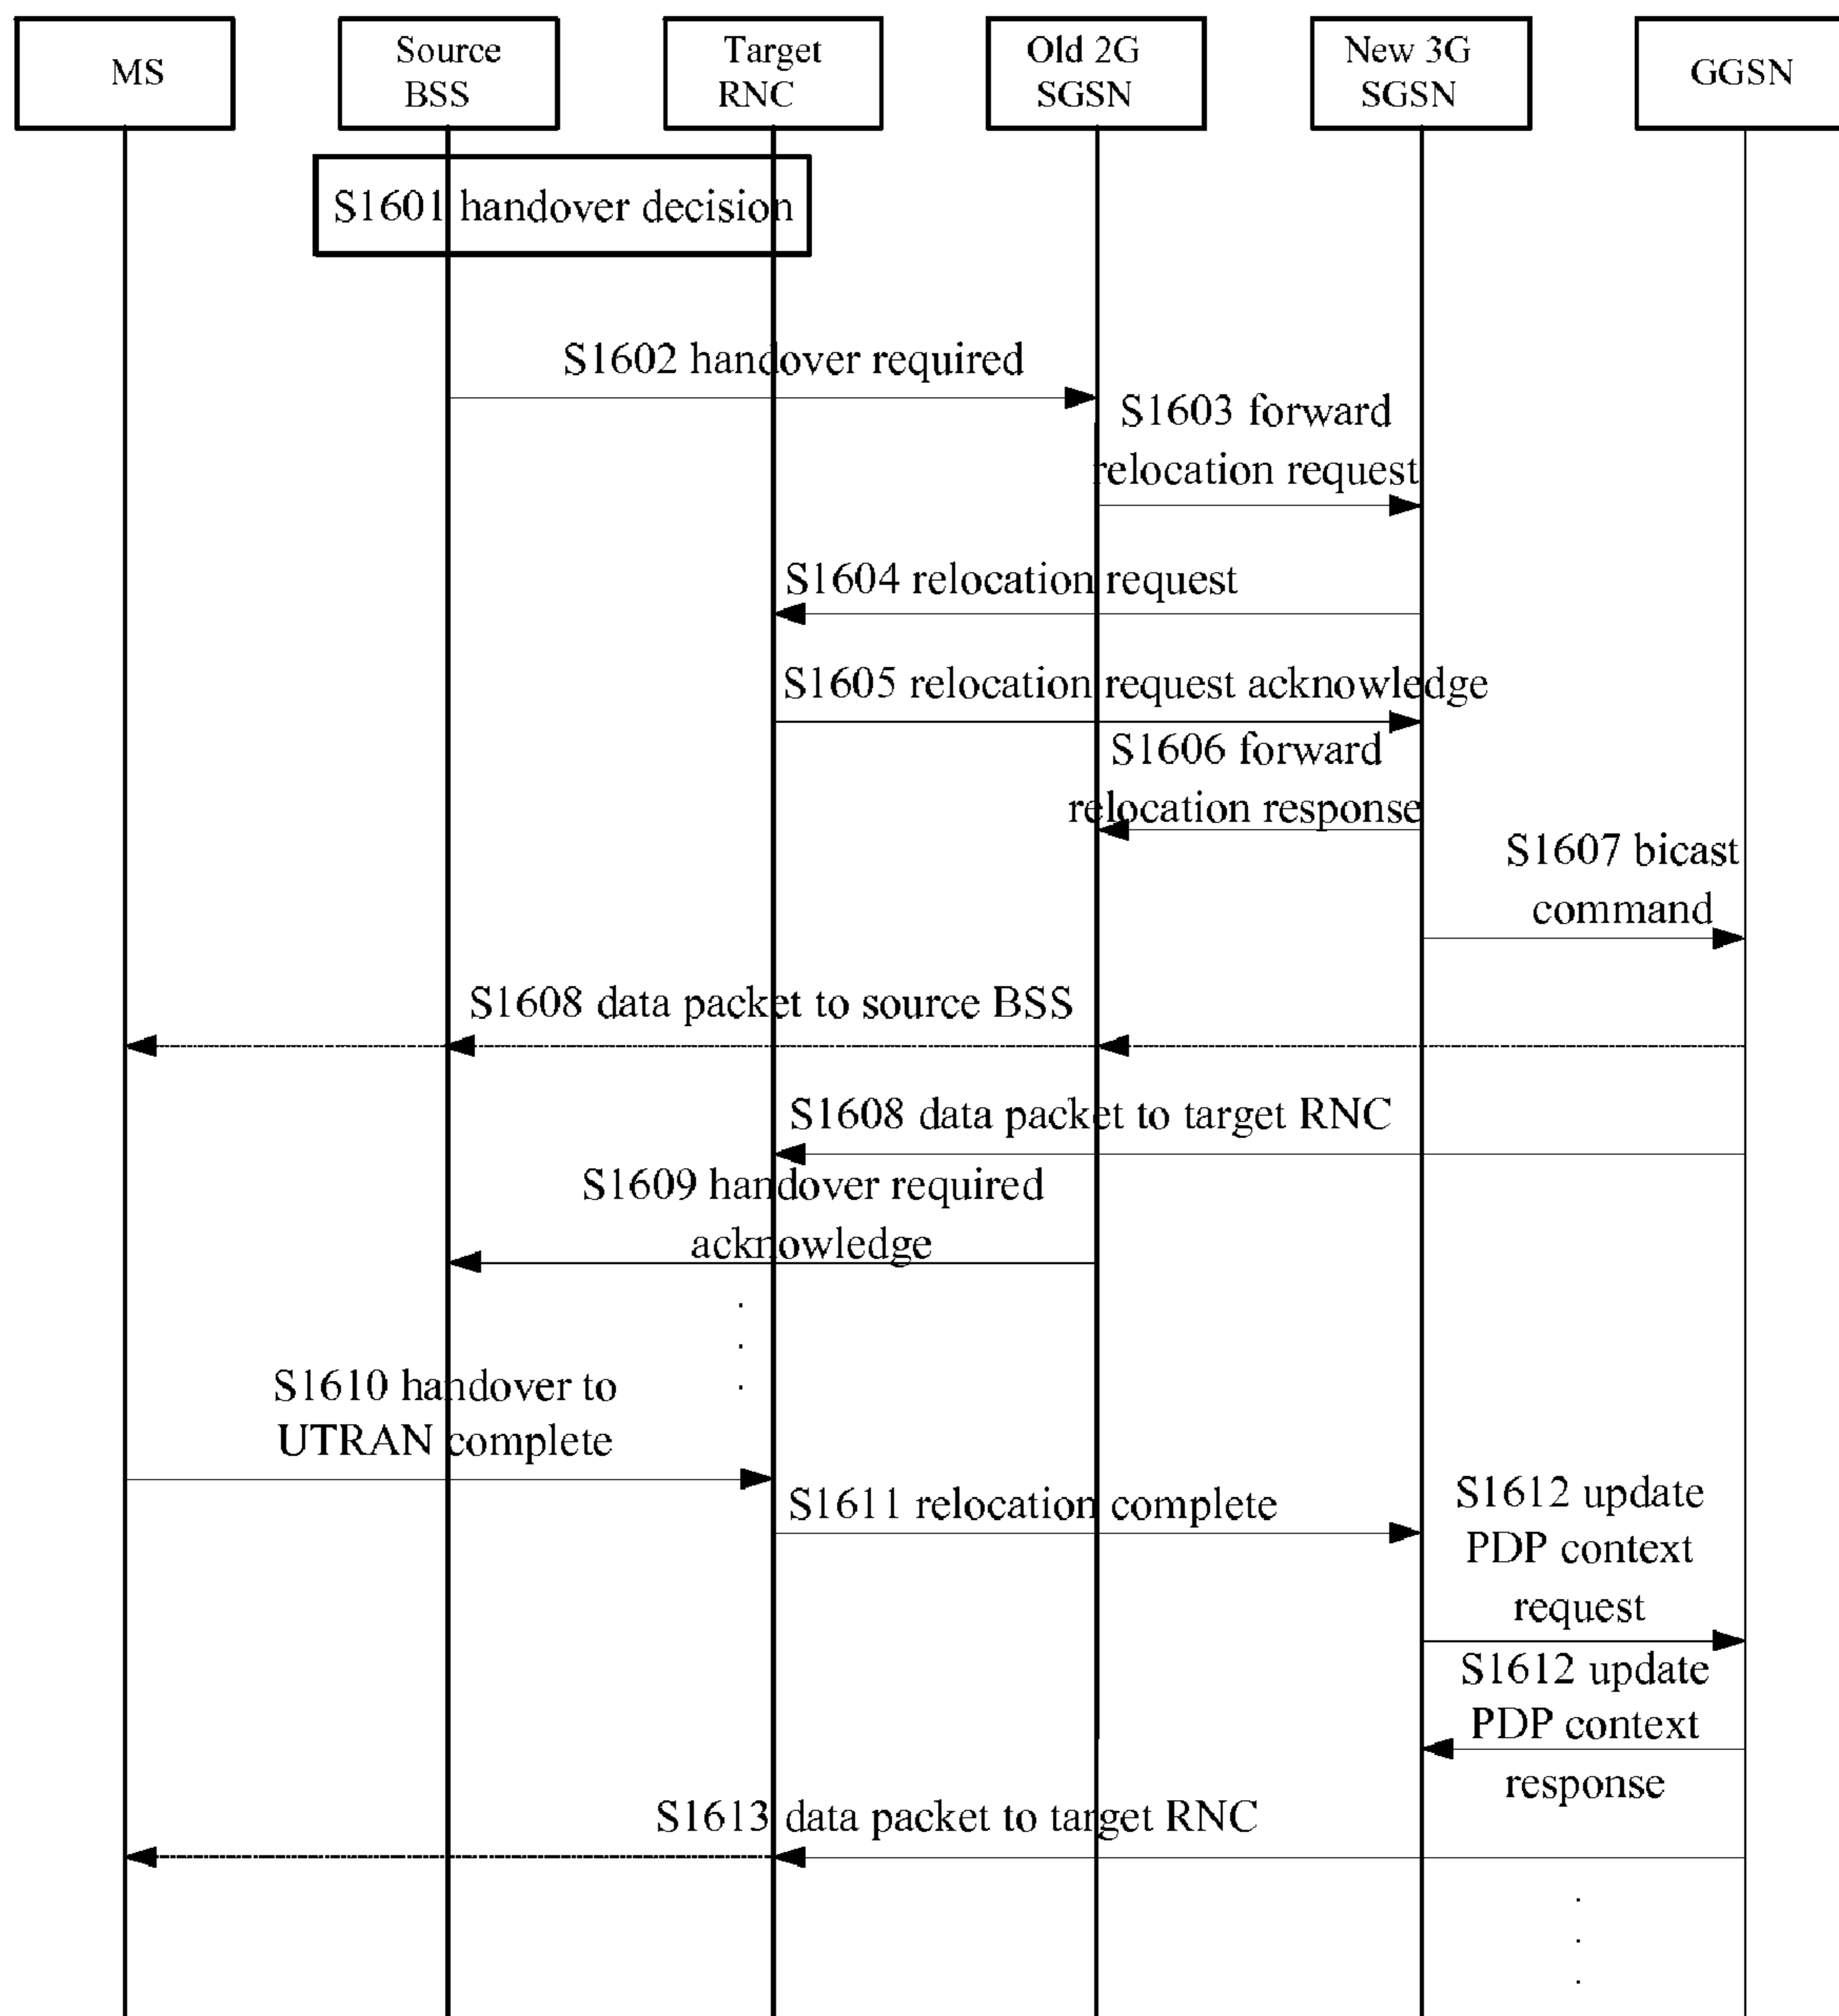 MS
Source
BSS
Target
RNC
Old 2G
SGSN
New 3G
SGSN
GGSN
S1601 handover decision
S1602 handover required
S1603 forward
relocation request
S1604 relocation request
S1605 relocation request acknowledge
S1606 forward
relocation response
S1607 bicast
command
S1608 data packet to source BSS
S1608 data packet to target RNC
S1609 handover required
acknowledge
S1610 handover to
UTRAN complete
S1611 relocation complete
S1612 update
PDP context
request
S1612 update
PDP context
response
S1613 data packet to target RNC